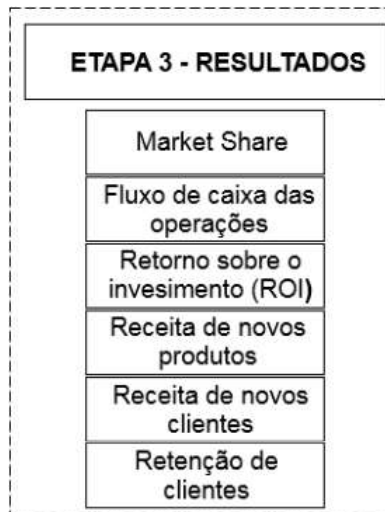 ETAPA 3 - RESULTADOS
Market Share
Fluxo de caixa das
operações
Retorno sobre o
invesimento (ROI)
Receita de novos
produtos
Receita de novos
clientes
Retenção de
clientes